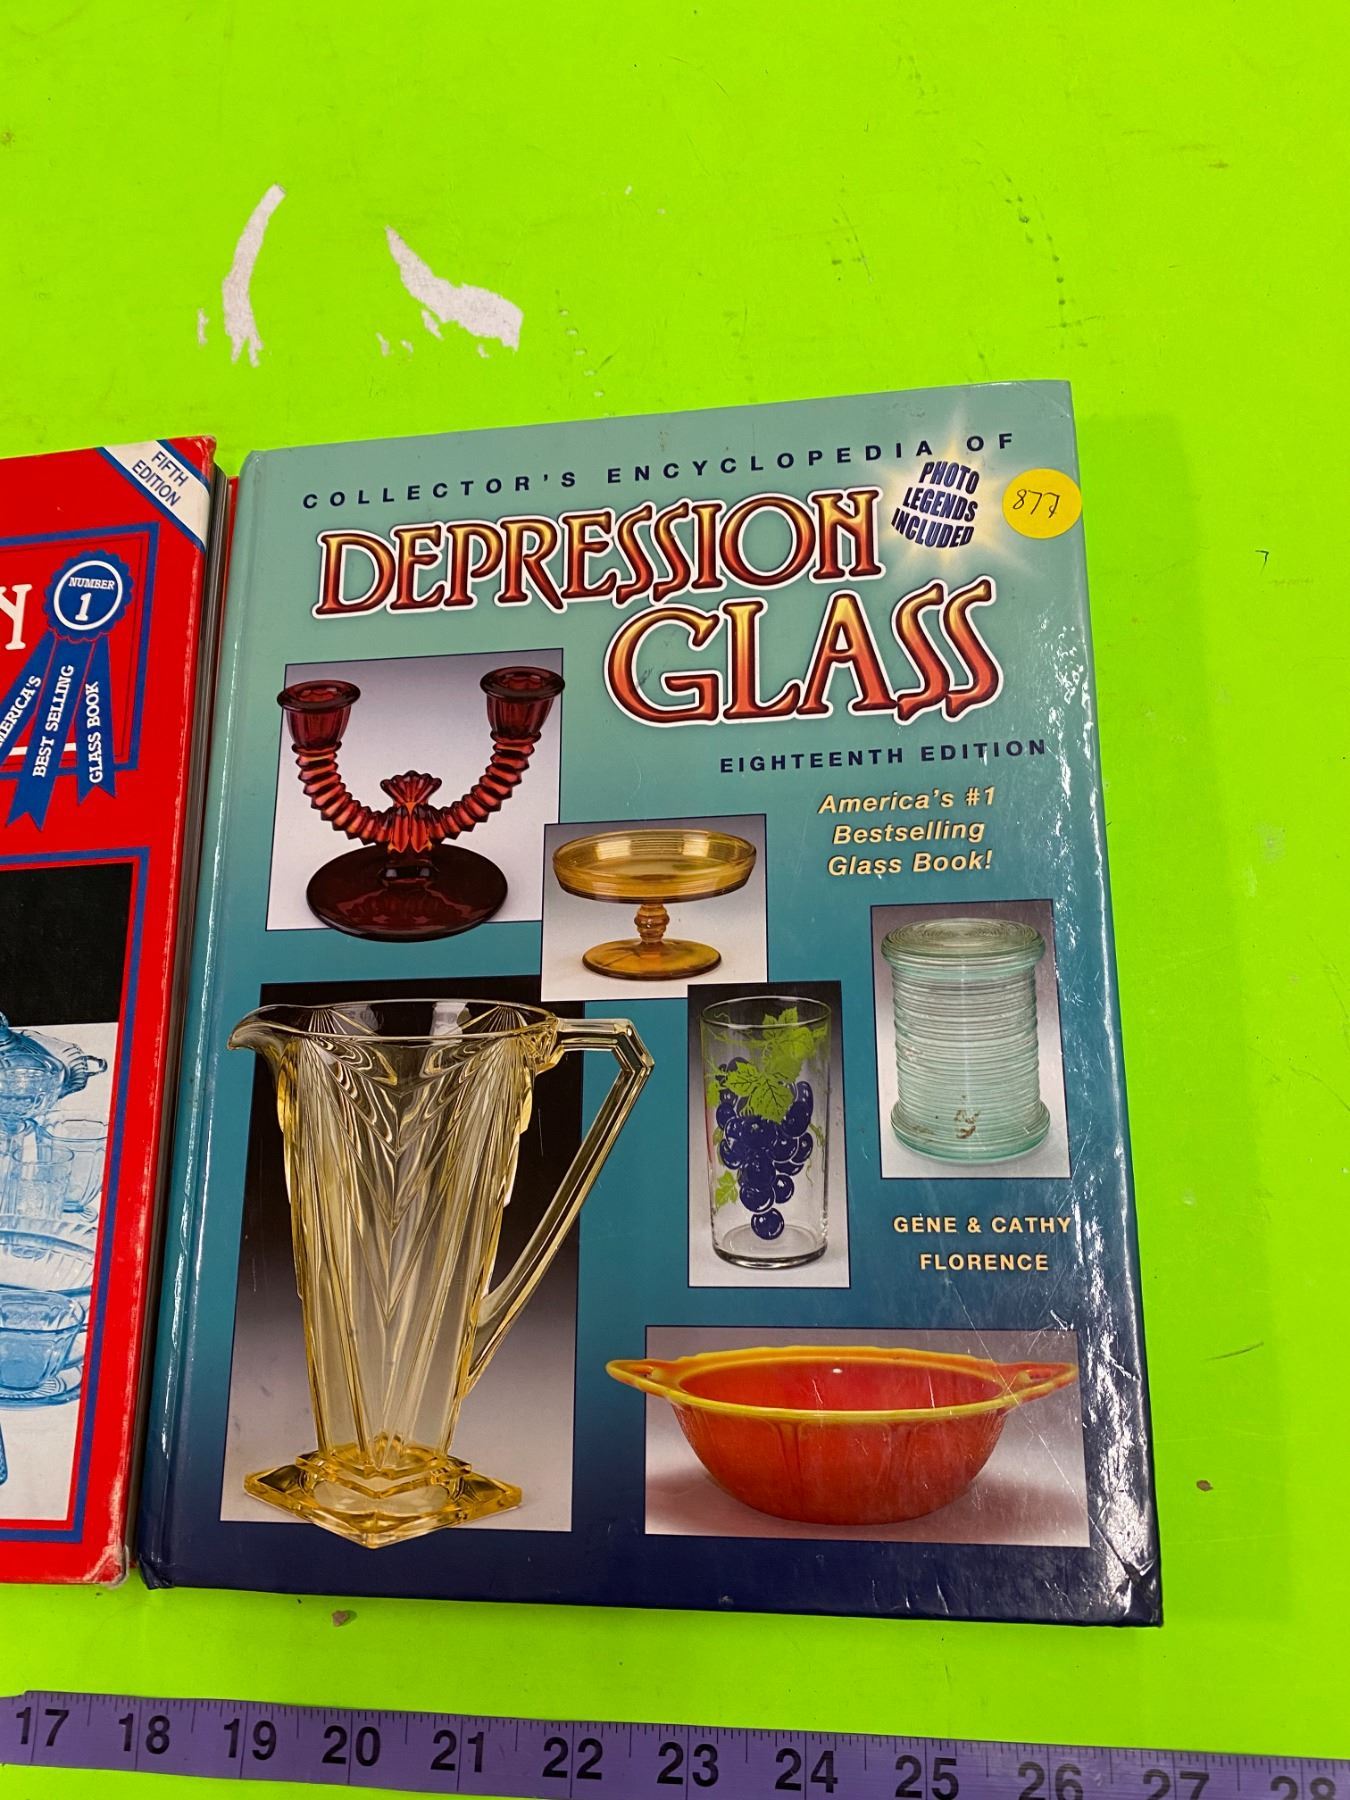 FIFTH
EDITION
Y
NUMBER
1
BEST SELLING
GLASS BOOK
COLLECTOR'S ENCYCLOPEDIA OF
DEPRESSION
GLASS
PHOTO
LEGENDS
INCLUDED
877
EIGHTEENTH EDITION
America's #1
Bestselling
Glass Book!
GENE & CATHY
FLORENCE
17 18 19 20 21 22 23 24 25 26 27 28